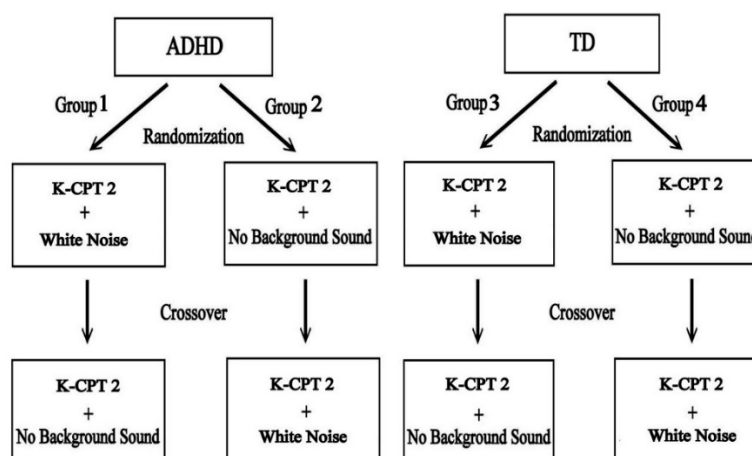 ADHD
TD
Group 1
Group 2
Group 3
Group 4
Randomization
Randomization
K-CPT 2
+
White Noise
K-CPT 2
+
No Background Sound
K-CPT 2
+
White Noise
K-CPT 2
+
No Background Sound
Crossover
Crossover
K-CPT 2
+
No Background Sound
K-CPT 2
+
White Noise
K-CPT 2
+
No Background Sound
K-CPT 2
+
White Noise